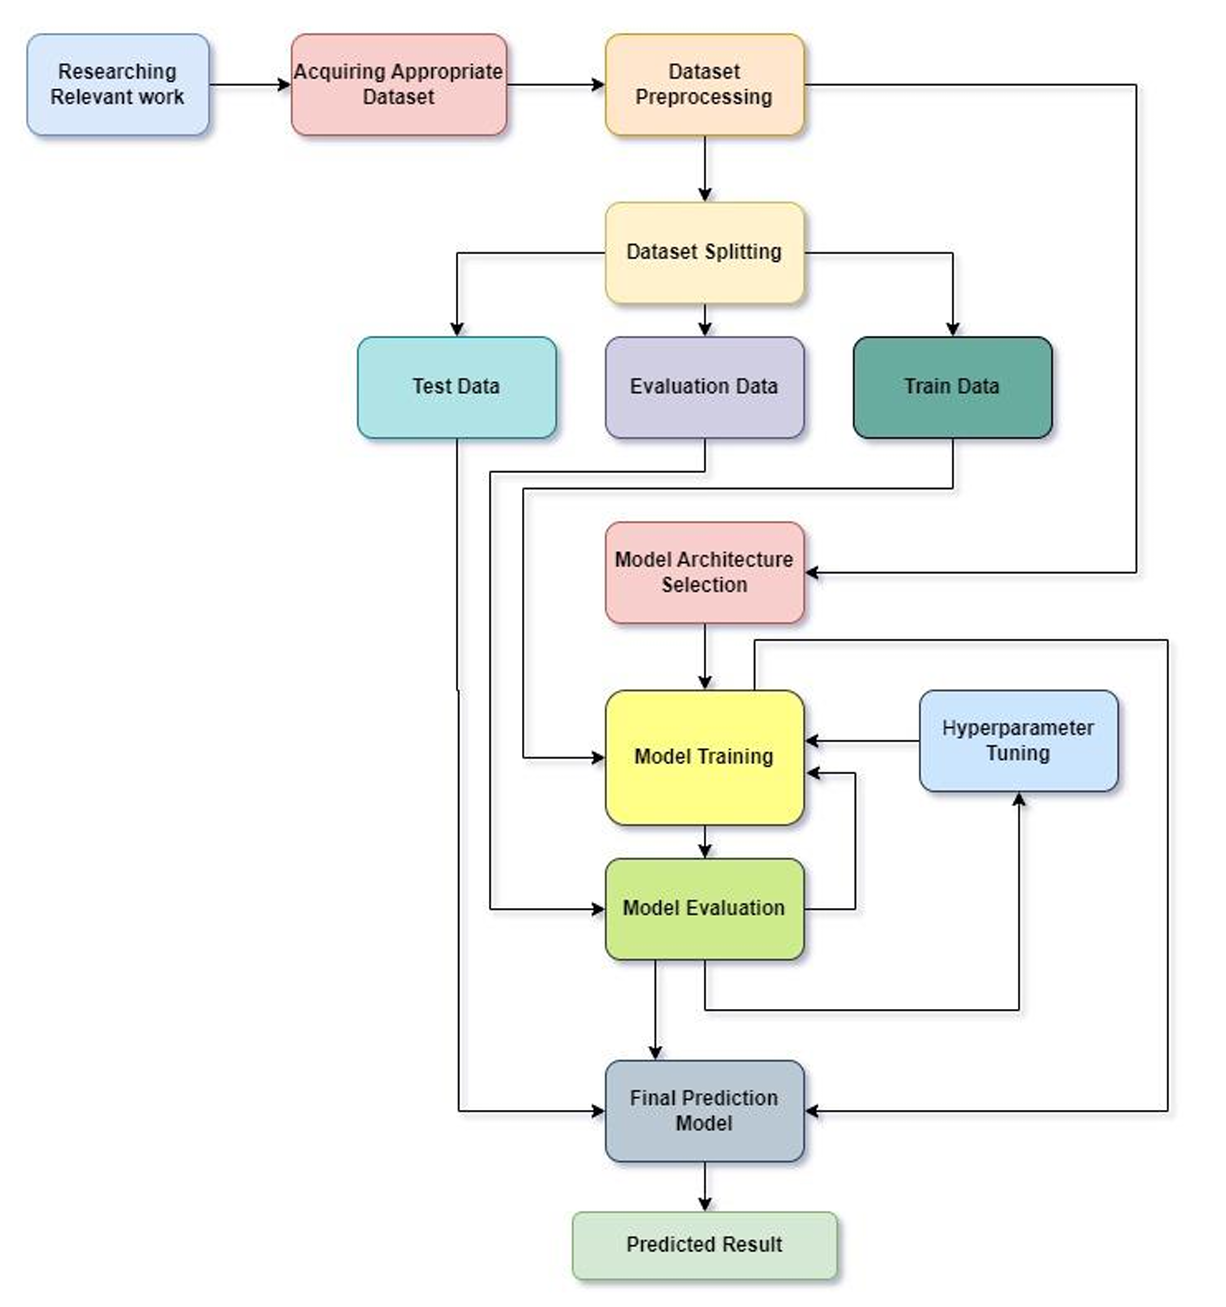 Researching
Relevant work
Acquiring Appropriate
Dataset
Dataset
Preprocessing
Dataset Splitting
Test Data
Evaluation Data
Train Data
Model Architecture
Selection
Model Training
Hyperparameter
Tuning
Model Evaluation
Final Prediction
Model
Predicted Result